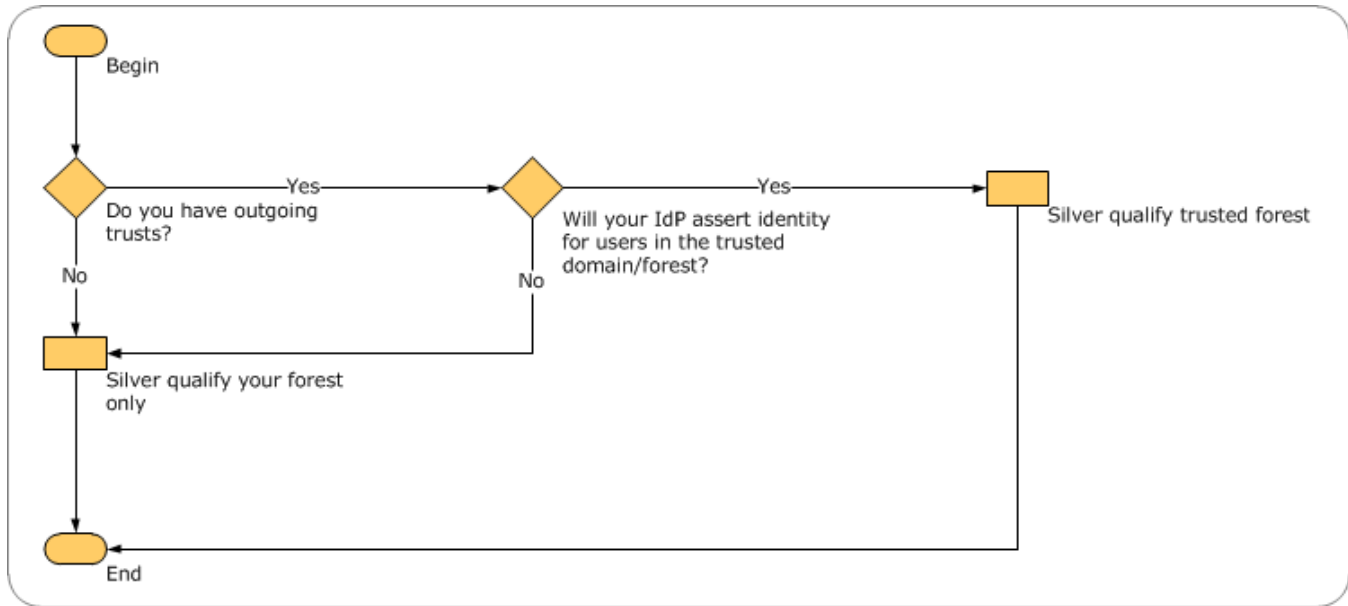 Begin
Yes
Yes
Do you have outgoing
trusts?
Will your IdP assert identity
for users in the trusted
domain/forest?
Silver qualify trusted forest
No
No
Silver qualify your forest
only
End